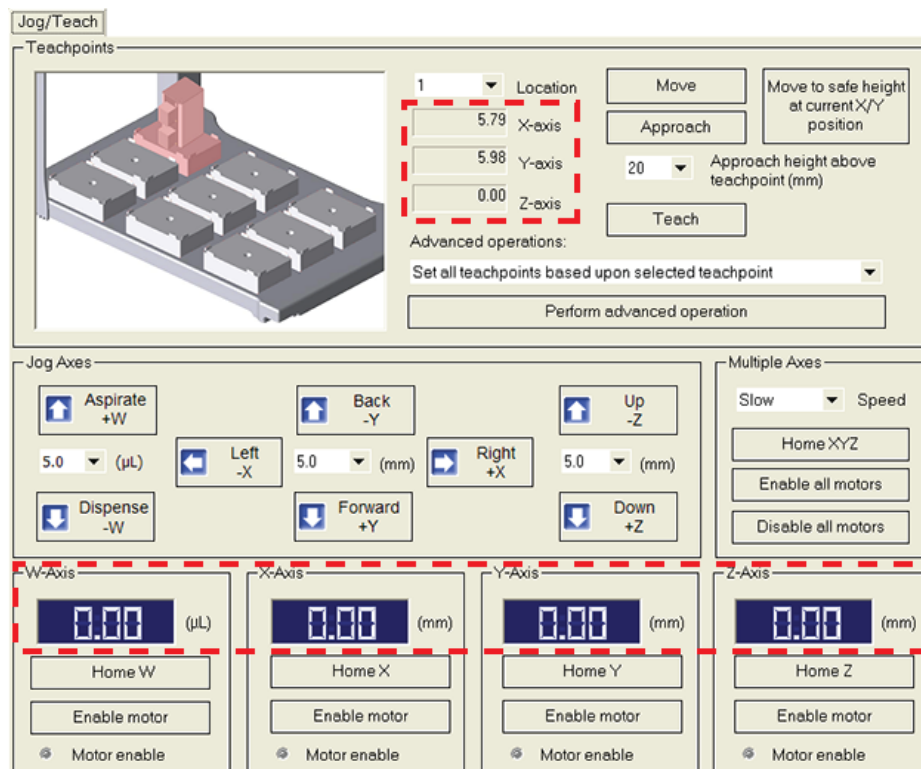 Jog/Teach
Teachpoints
1 Location
5.79 X-axis
5.98 Y-axis
0.00 Z-axis
Move
Approach
Move to safe height
at current X/Y
position
20 Approach height above
teachpoint (mm)
Teach
Advanced operations:
Set all teachpoints based upon selected teachpoint
Perform advanced operation
Jog Axes
Aspirate
+W
5.0 (µL)
Dispense
-W
Left
-X
Back
-Y
5.0 (mm)
Forward
+Y
Right
+X
Up
-Z
5.0 (mm)
Down
+Z
Multiple Axes
Slow Speed
Home XYZ
Enable all motors
Disable all motors
W-Axis
0.00 (µL)
Home W
Enable motor
Motor enable
X-Axis
0.00 (mm)
Home X
Enable motor
Motor enable
Y-Axis
0.00 (mm)
Home Y
Enable motor
Motor enable
Z-Axis
0.00 (mm)
Home Z
Enable motor
Motor enable